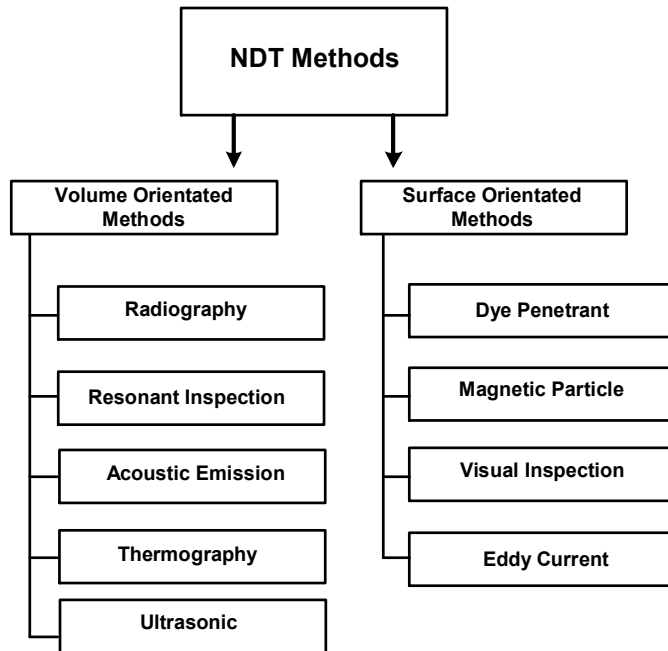 NDT Methods
Volume Orientated
Methods
Radiography
Resonant Inspection
Acoustic Emission
Thermography
Ultrasonic
Surface Orientated
Methods
Dye Penetrant
Magnetic Particle
Visual Inspection
Eddy Current